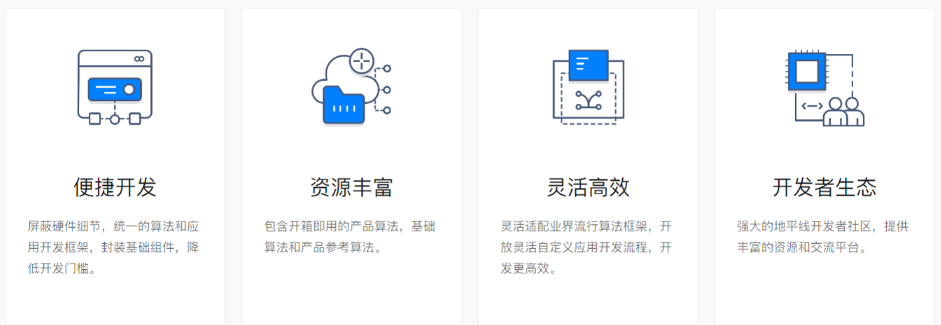 便捷开发
屏蔽硬件细节，统一的算法和应
用开发框架，封装基础组件，降
低开发门槛。
资源丰富
包含开箱即用的产品算法，基础
算法和产品参考算法。
灵活高效
灵活适配业界流行算法框架，开
放灵活自定义应用开发流程，开
发更高效。
开发者生态
强大的地平线开发者社区，提供
丰富的资源和交流平台。